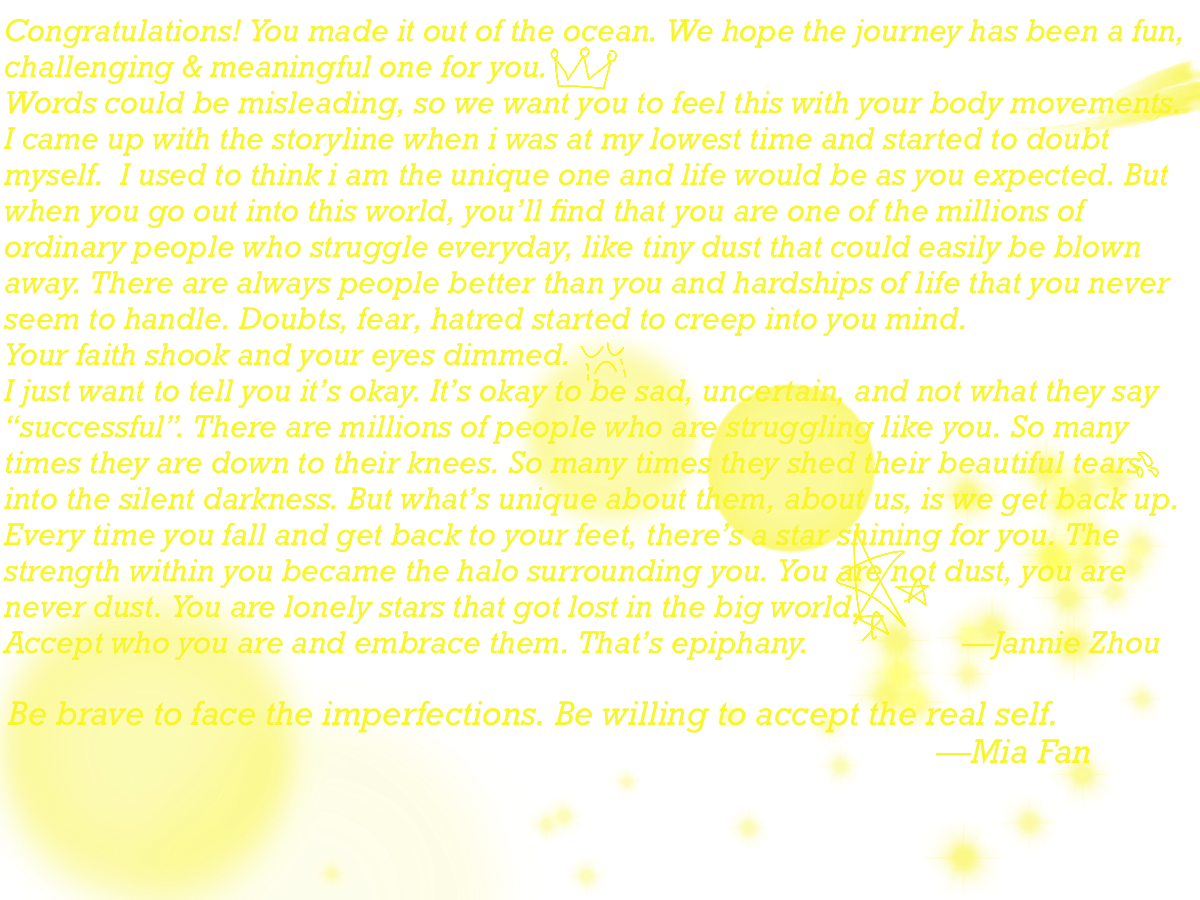 Congratulations! You made it out of the ocean. We hope the journey has been a fun,
challenging & meaningful one for you.
Words could be misleading, so we want you to feel this with your body movements.
I came up with the storyline when i was at my lowest time and started to doubt
myself.  I used to think i am the unique one and life would be as you expected. But
when you go out into this world, you’ll find that you are one of the millions of
ordinary people who struggle everyday, like tiny dust that could easily be blown
away. There are always people better than you and hardships of life that you never
seem to handle. Doubts, fear, hatred started to creep into you mind.
Your faith shook and your eyes dimmed.
I just want to tell you it’s okay. It’s okay to be sad, uncertain, and not what they say
“successful”. There are millions of people who are struggling like you. So many
times they are down to their knees. So many times they shed their beautiful tears
into the silent darkness. But what’s unique about them, about us, is we get back up.
Every time you fall and get back to your feet, there’s a star shining for you. The
strength within you became the halo surrounding you. You are not dust, you are
never dust. You are lonely stars that got lost in the big world.
Accept who you are and embrace them. That’s epiphany. —Jannie Zhou
Be brave to face the imperfections. Be willing to accept the real self.
—Mia Fan